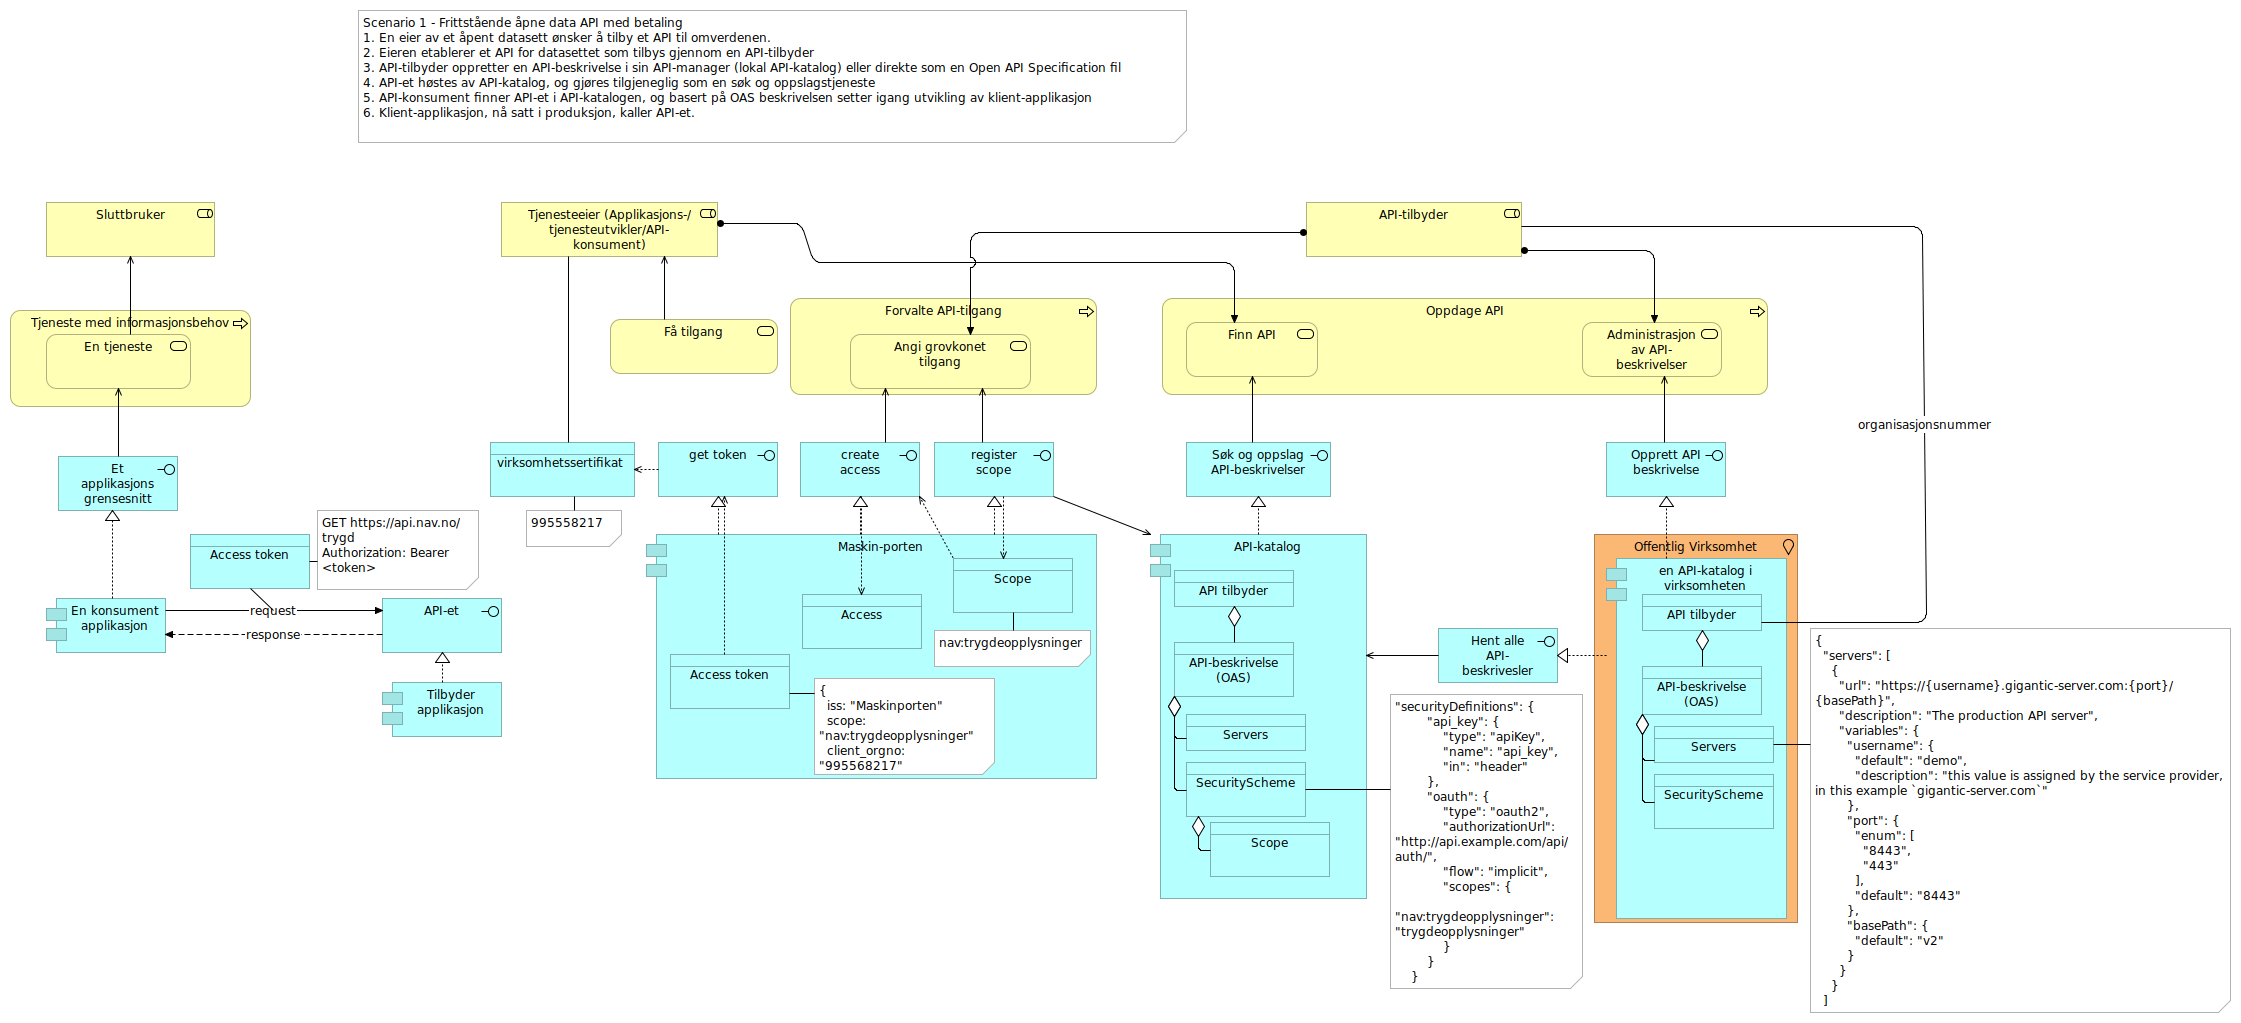 Scenario 1 - Frittstående åpne data API med betaling
1. En eier av et åpent datasett ønsker å tilby et API til omverdenen.
2. Eieren etablerer et API for datasettet som tilbys gjennom en API-tilbyder
3. API-tilbyder oppretter en API-beskrivelse i sin API-manager (lokal API-katalog) eller direkte som en Open API Specification fil
4. API-et høstes av API-katalog, og gjøres tilgjeneglig som en søk og oppslagstjeneste
5. API-konsument finner API-et i API-katalogen, og basert på OAS beskrivelsen setter igang utvikling av klient-applikasjon
6. Klient-applikasjon, nå satt i produksjon, kaller API-et.
Sluttbruker
Tjenesteeier (Applikasjons-/
tjenesteutvikler/API-
konsument)
API-tilbyder
Tjeneste med informasjonsbehov
En tjeneste
Få tilgang
Forvalte API-tilgang
Angi grovkonet
tilgang
Oppdage API
Finn API
Administrasjon
av API-
beskrivelser
organisasjonsnummer
Et
applikasjons
grensesnitt
virksomhetssertifikat
get token
create
access
register
scope
Søk og oppslag
API-beskrivelser
Opprett API
beskrivelse
995558217
GET https://api.nav.no/
trygd
Authorization: Bearer
<token>
Access token
En konsument
applikasjon
request
response
API-et
Tilbyder
applikasjon
Maskin-porten
Scope
Access
nav:trygdeopplysninger
Access token
{
iss: "Maskinporten"
scope:
"nav:trygdeopplysninger"
client_orgno:
"995568217"
API-katalog
API tilbyder
API-beskrivelse
(OAS)
Servers
SecurityScheme
Scope
Hent alle
API-
beskrivesler
"securityDefinitions": {
"api_key": {
"type": "apiKey",
"name": "api_key",
"in": "header"
},
"oauth": {
"type": "oauth2",
"authorizationUrl":
"http://api.example.com/api/
auth/",
"flow": "implicit",
"scopes": {
"nav:trygdeopplysninger":
"trygdeopplysninger"
}
}
}
Offentlig Virksomhet
en API-katalog i
virksomheten
API tilbyder
API-beskrivelse
(OAS)
Servers
SecurityScheme
{
"servers": [
{
"url": "https://{username}.gigantic-server.com:{port}/
{basePath}",
"description": "The production API server",
"variables": {
"username": {
"default": "demo",
"description": "this value is assigned by the service provider,
in this example `gigantic-server.com`"
},
"port": {
"enum": [
"8443",
"443"
],
"default": "8443"
},
"basePath": {
"default": "v2"
}
}
}
]